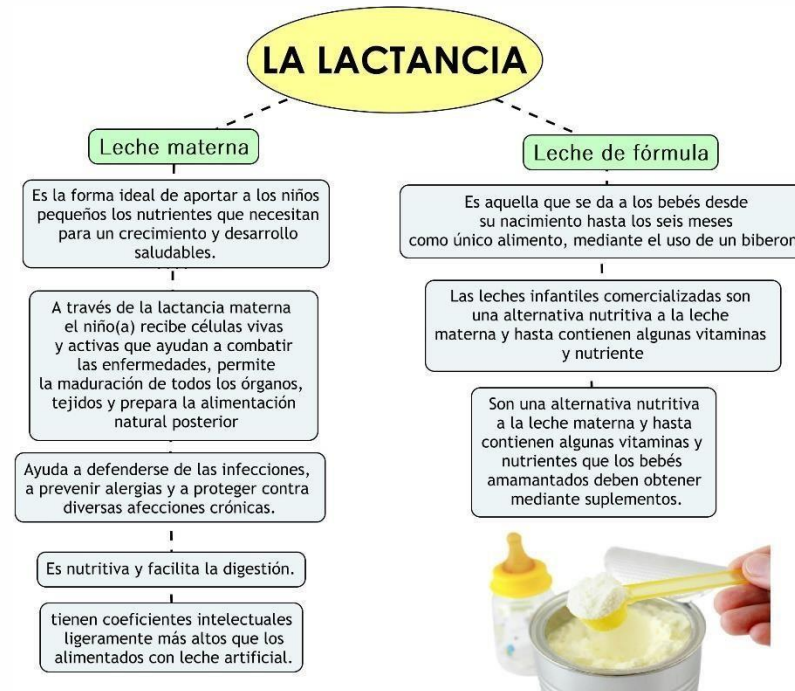 LA LACTANCIA
Leche materna
Es la forma ideal de aportar a los niños
pequeños los nutrientes que necesitan
para un crecimiento y desarrollo
saludables.
A través de la lactancia materna
el niño(a) recibe células vivas
y activas que ayudan a combatir
las enfermedades, permite
la maduración de todos los órganos,
tejidos y prepara la alimentación
natural posterior
Ayuda a defenderse de las infecciones,
a prevenir alergias y a proteger contra
diversas afecciones crónicas.
Es nutritiva y facilita la digestión.
tienen coeficientes intelectuales
ligeramente más altos que los
alimentados con leche artificial.
Leche de fórmula
Es aquella que se da a los bebés desde
su nacimiento hasta los seis meses
como único alimento, mediante el uso de un biberon
Las leches infantiles comercializadas son
una alternativa nutritiva a la leche
materna y hasta contienen algunas vitaminas
y nutriente
Son una alternativa nutritiva
a la leche materna y hasta
contienen algunas vitaminas y
nutrientes que los bebés
amamantados deben obtener
mediante suplementos.